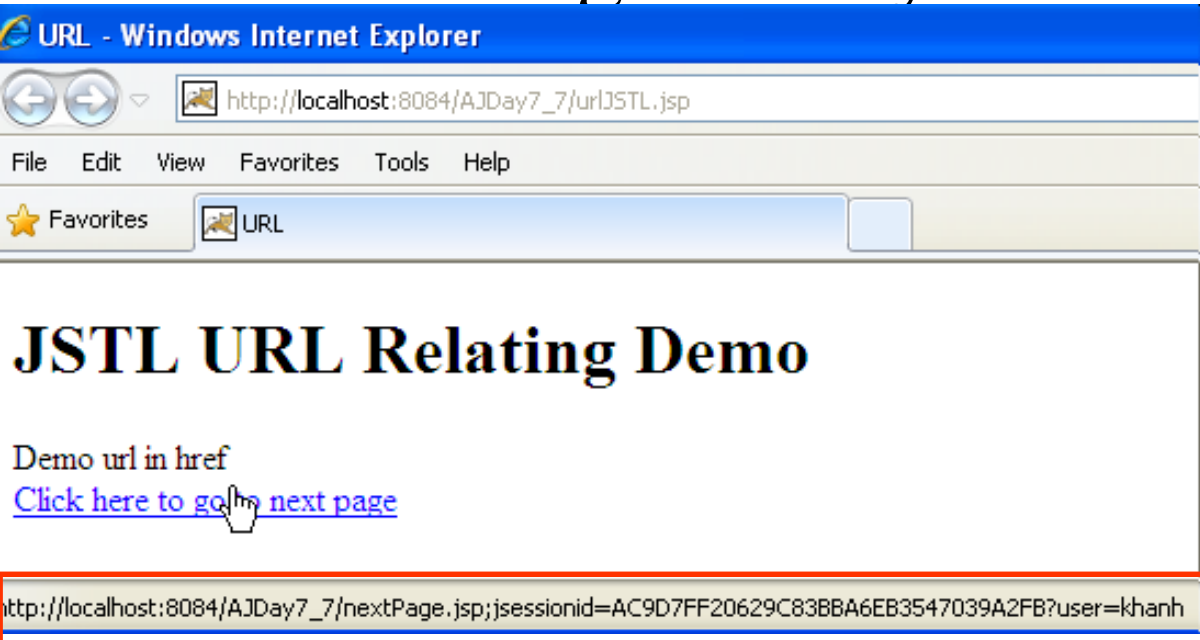 URL - Windows Internet Explorer
http://localhost:8084/AJDay7_7/urlJSTL.jsp
File Edit View Favorites Tools Help
Favorites URL
JSTL URL Relating Demo
Demo url in href
Click here to go to next page
http://localhost:8084/AJDay7_7/nextPage.jsp;jsessionid=AC9D7FF20629C83BBA6EB3547039A2FB?user=khanh